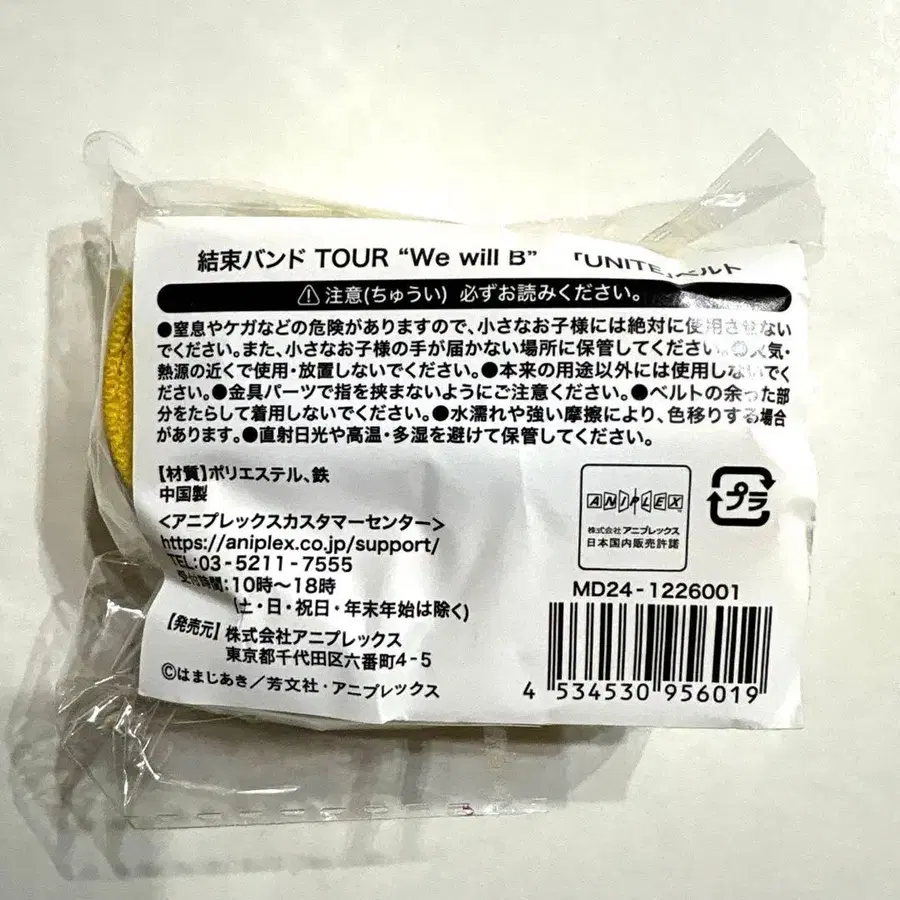 結束バンド TOUR “We will B” 「UNITE」ベルト
⚠注意(ちゅうい) 必ずお読みください。
●窒息やケガなどの危険がありますので、小さなお子様には絶対に使用させない
でください。また、小さなお子様の手が届かない場所に保管してください。●火気・
熱源の近くで使用・放置しないでください。●本来の用途以外には使用しないでく
ださい。●金具パーツで指を挟まないようにご注意ください。●ベルトの余った部
分をたらして着用しないでください。●水濡れや強い摩擦により、色移りする場合
があります。●直射日光や高温・多湿を避けて保管してください。
【材質】ポリエステル、鉄
中国製
<アニプレックスカスタマーセンター>
https://aniplex.co.jp/support/
TEL:03-5211-7555
受付時間:10時〜18時
(土・日・祝日・年末年始は除く)
【発売元】株式会社アニプレックス
東京都千代田区六番町4-5
©はまじあき/芳文社・アニプレックス
ANIPLEX
株式会社アニプレックス
日本国内販売許諾
プラ
MD24-1226001
4 534530 956019